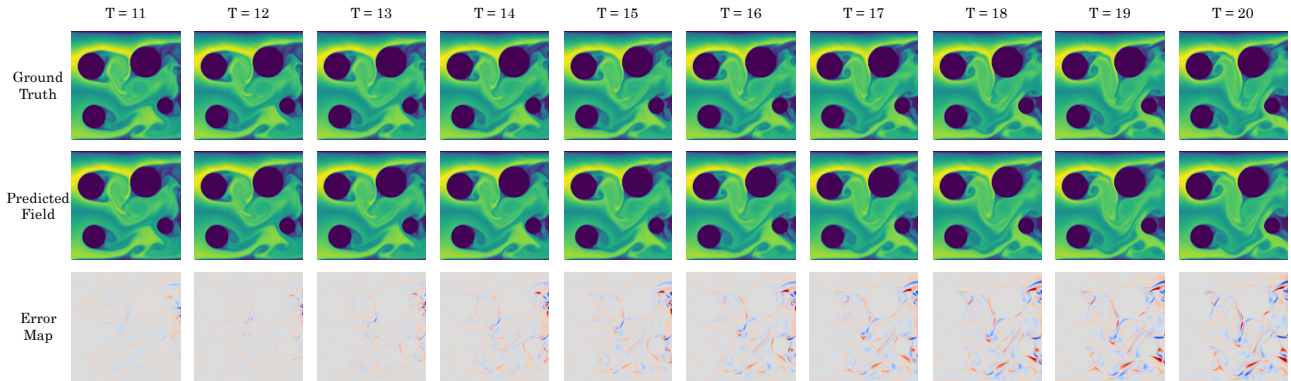 T = 11 T = 12 T = 13 T = 14 T = 15 T = 16 T = 17 T = 18 T = 19 T = 20
Ground
Truth
Predicted
Field
Error
Map